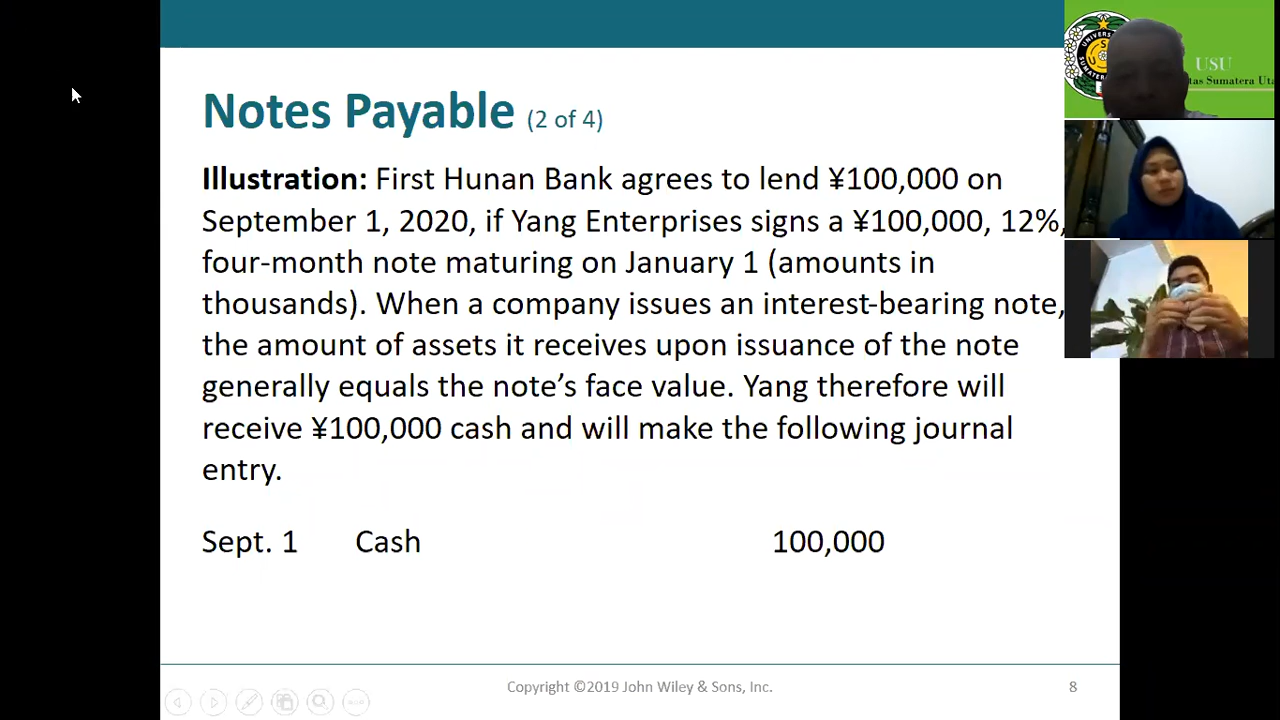 Notes Payable (2 of 4)
Illustration: First Hunan Bank agrees to lend ¥100,000 on
September 1, 2020, if Yang Enterprises signs a ¥100,000, 12%,
four-month note maturing on January 1 (amounts in
thousands). When a company issues an interest-bearing note,
the amount of assets it receives upon issuance of the note
generally equals the note's face value. Yang therefore will
receive ¥100,000 cash and will make the following journal
entry.
Sept. 1 Cash 100,000
Copyright ©2019 John Wiley & Sons, Inc.
8
USU
tas Sumatera Uta